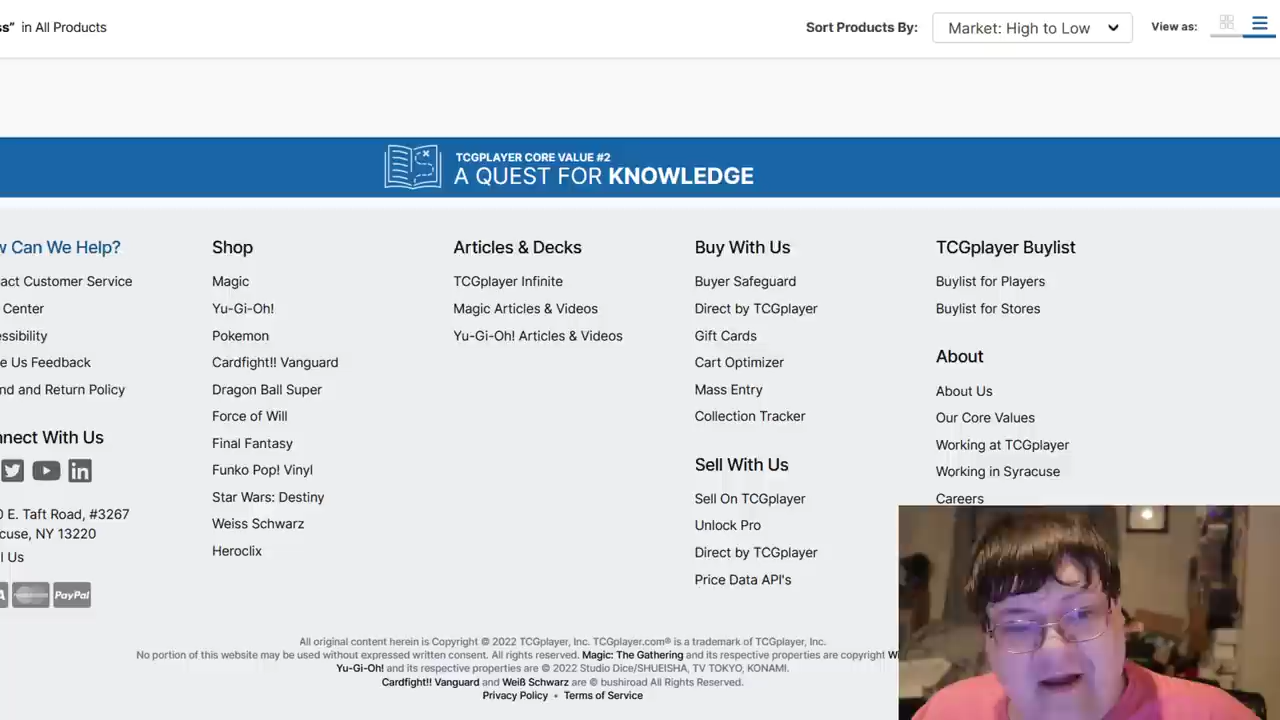 ss” in All Products
Sort Products By:
Market: High to Low
View as:
TCGPLAYER CORE VALUE #2
A QUEST FOR KNOWLEDGE
w Can We Help?
act Customer Service
Center
ssibility
e Us Feedback
nd and Return Policy
nnect With Us
0 E. Taft Road, #3267
cuse, NY 13220
l Us
A
PayPal
Shop
Magic
Yu-Gi-Oh!
Pokemon
Cardfight!! Vanguard
Dragon Ball Super
Force of Will
Final Fantasy
Funko Pop! Vinyl
Star Wars: Destiny
Weiss Schwarz
Heroclix
Articles & Decks
TCGplayer Infinite
Magic Articles & Videos
Yu-Gi-Oh! Articles & Videos
Buy With Us
Buyer Safeguard
Direct by TCGplayer
Gift Cards
Cart Optimizer
Mass Entry
Collection Tracker
Sell With Us
Sell On TCGplayer
Unlock Pro
Direct by TCGplayer
Price Data API's
TCGplayer Buylist
Buylist for Players
Buylist for Stores
About
About Us
Our Core Values
Working at TCGplayer
Working in Syracuse
Careers
All original content herein is Copyright © 2022 TCGplayer, Inc. TCGplayer.com® is a trademark of TCGplayer, Inc.
No portion of this website may be used without expressed written consent. All rights reserved. Magic: The Gathering and its respective properties are copyright Wi
Yu-Gi-Oh! and its respective properties are © 2022 Studio Dice/SHUEISHA, TV TOKYO, KONAMI.
Cardfight!! Vanguard and Weiß Schwarz are © bushiroad All Rights Reserved.
Privacy Policy • Terms of Service